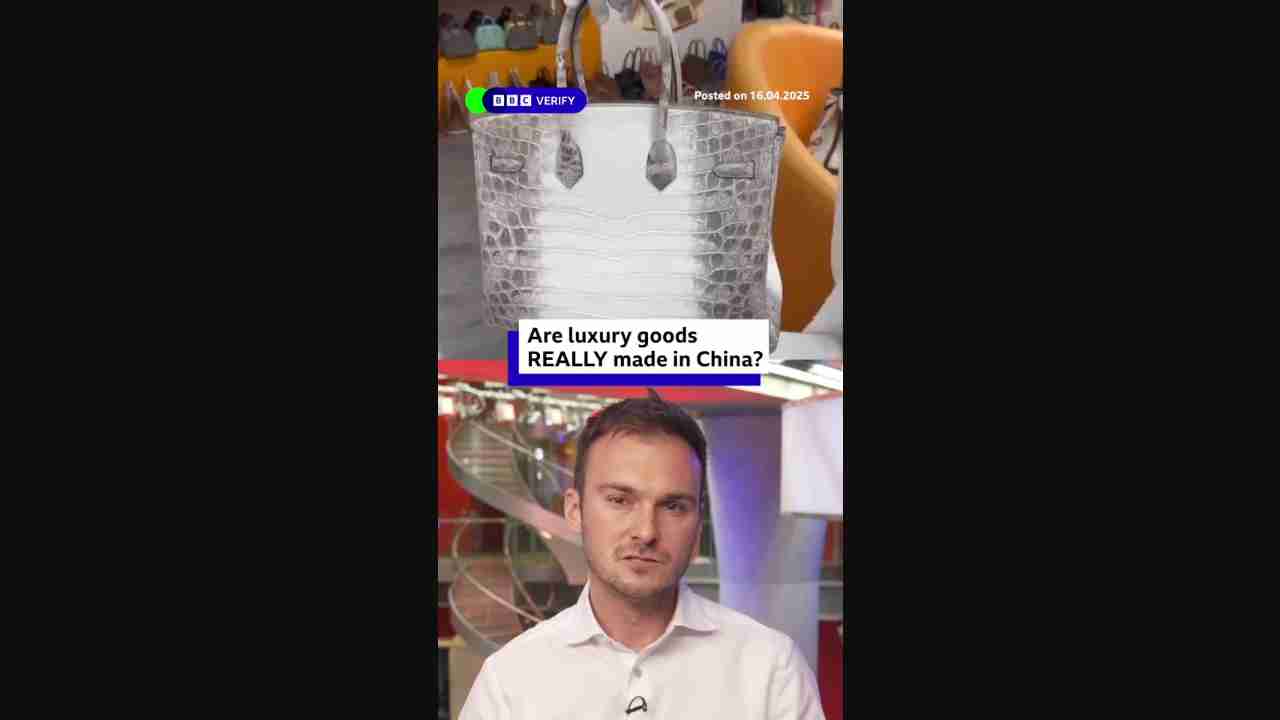 BBC VERIFY
Posted on 16.04.2025
Are luxury goods
REALLY made in China?